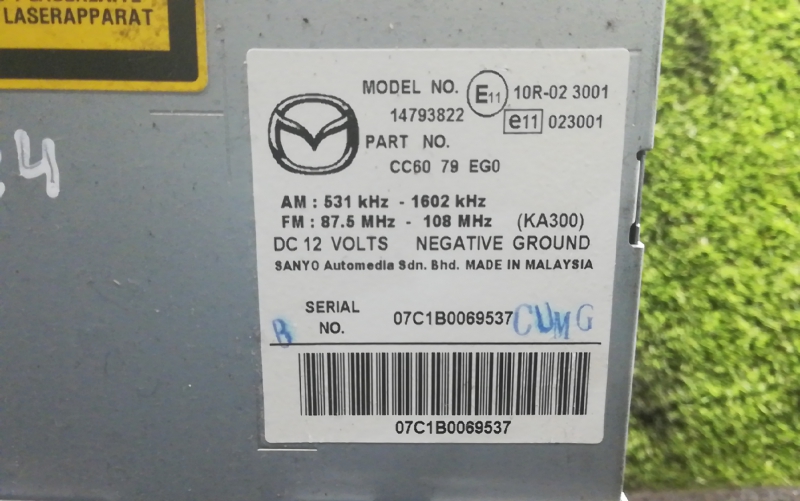 LASERAPPARAT
24
MODEL NO. E11 10R-02 3001
14793822 e11 023001
PART NO.
CC60 79 EG0
AM : 531 kHz - 1602 kHz
FM : 87.5 MHz - 108 MHz (KA300)
DC 12 VOLTS NEGATIVE GROUND
SANYO Automedia Sdn. Bhd. MADE IN MALAYSIA
SERIAL
NO. 07C1B0069537 CUMG
B
07C1B0069537